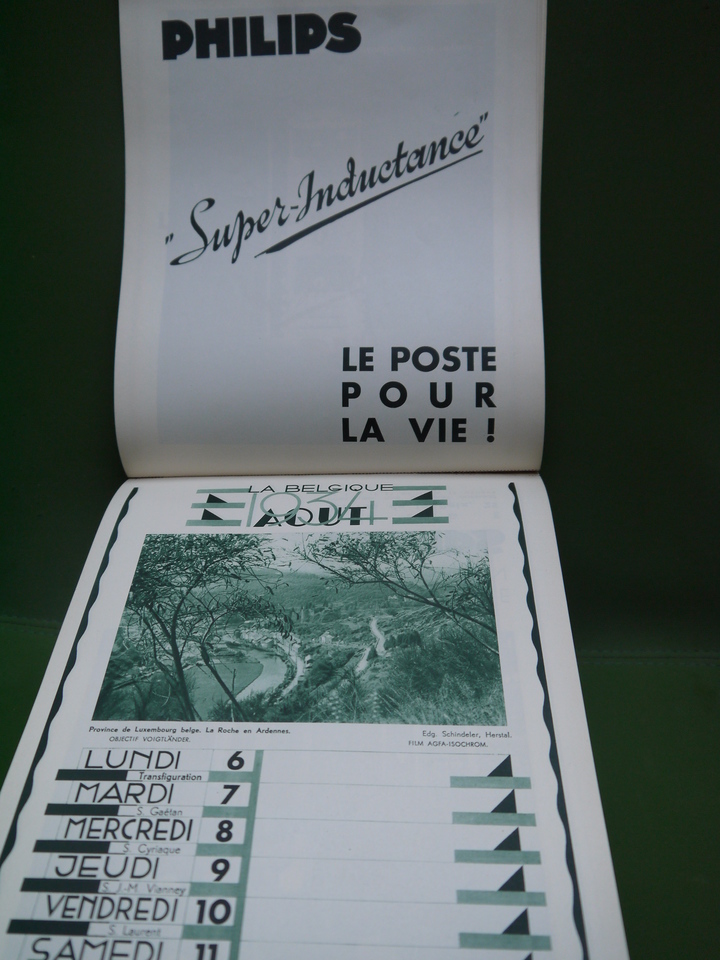 PHILIPS
„Super-Inductance”
LE POSTE
POUR
LA VIE !
LA BELGIQUE
1934
AOUT
Province de Luxembourg belge. La Roche en Ardennes.
OBJECTIF VOIGTLÄNDER.
Edg. Schindeler, Herstal.
FILM AGFA-ISOCHROM.
LUNDI 6
Transfiguration
MARDI 7
S. Gaëtan
MERCREDI 8
S. Cyriaque
JEUDI 9
S. J.-M. Vianney
VENDREDI 10
S. Laurent
SAMEDI 11